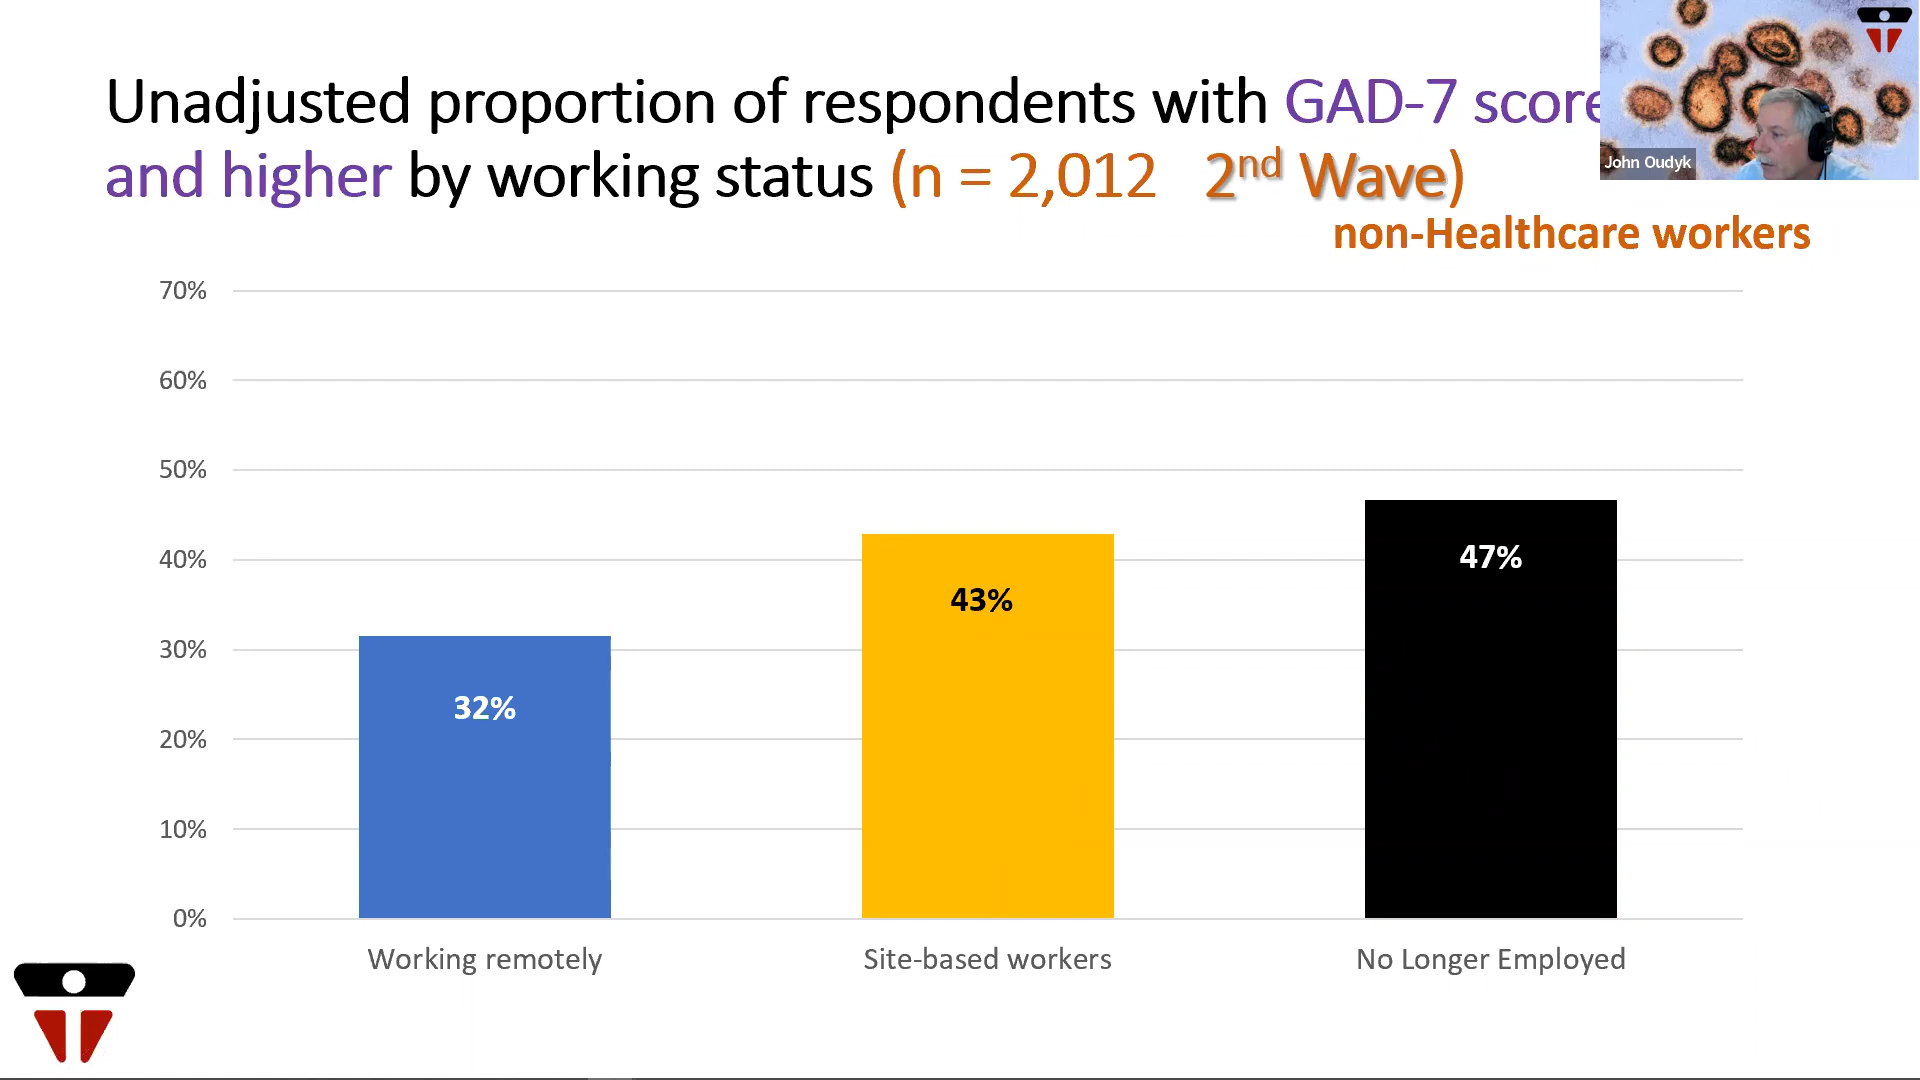 Unadjusted proportion of respondents with GAD-7 score
and higher by working status (n = 2,012 2nd Wave)
non-Healthcare workers
John Oudyk
70%
60%
50%
40%
30%
20%
10%
0%
32%
43%
47%
Working remotely
Site-based workers
No Longer Employed